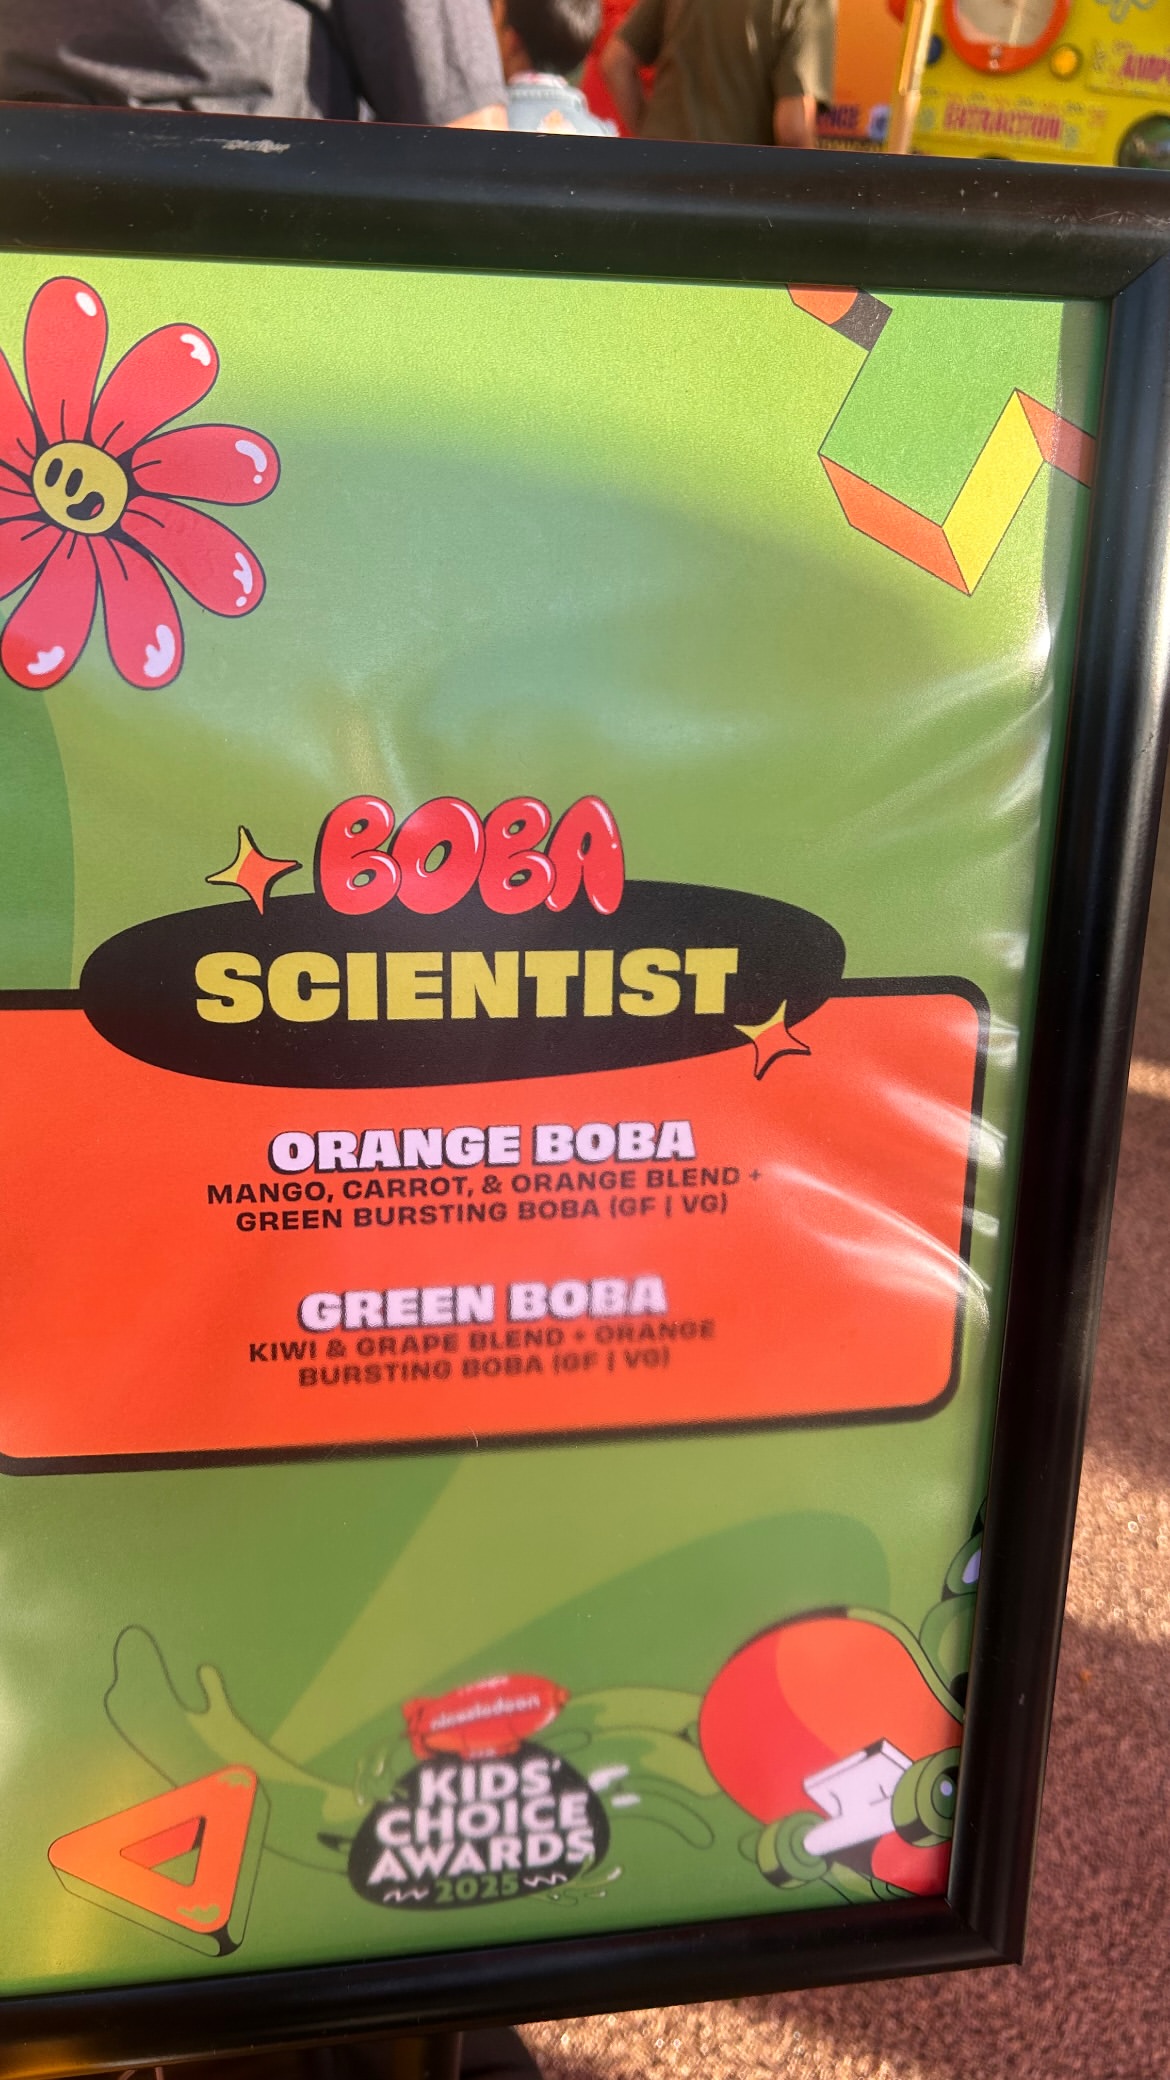 EXTRACTION
BOBA
SCIENTIST
ORANGE BOBA
MANGO, CARROT, & ORANGE BLEND +
GREEN BURSTING BOBA (GF | VG)
GREEN BOBA
KIWI & GRAPE BLEND + ORANGE
BURSTING BOBA (GF | VG)
nickelodeon
KIDS'
CHOICE
AWARDS
2025